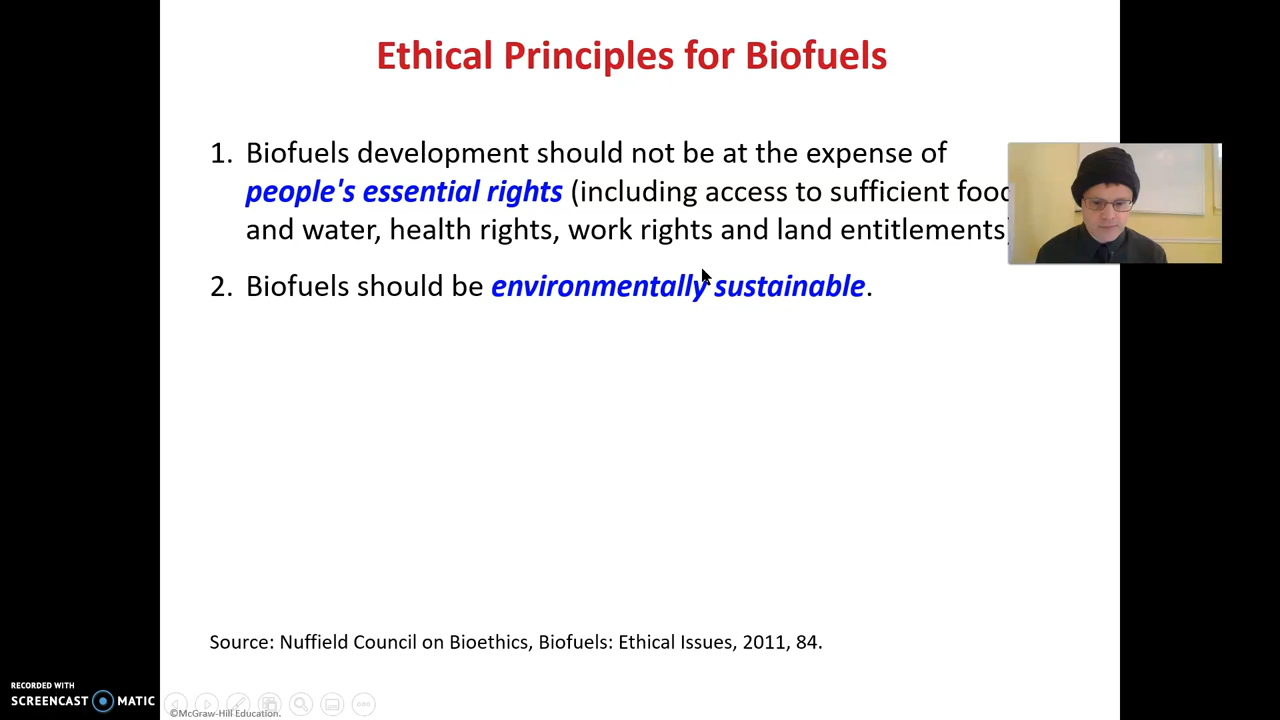 Ethical Principles for Biofuels
1. Biofuels development should not be at the expense of
people's essential rights (including access to sufficient food
and water, health rights, work rights and land entitlements)
2. Biofuels should be environmentally sustainable.
Source: Nuffield Council on Bioethics, Biofuels: Ethical Issues, 2011, 84.
RECORDED WITH
SCREENCAST MATIC
©McGraw-Hill Education.